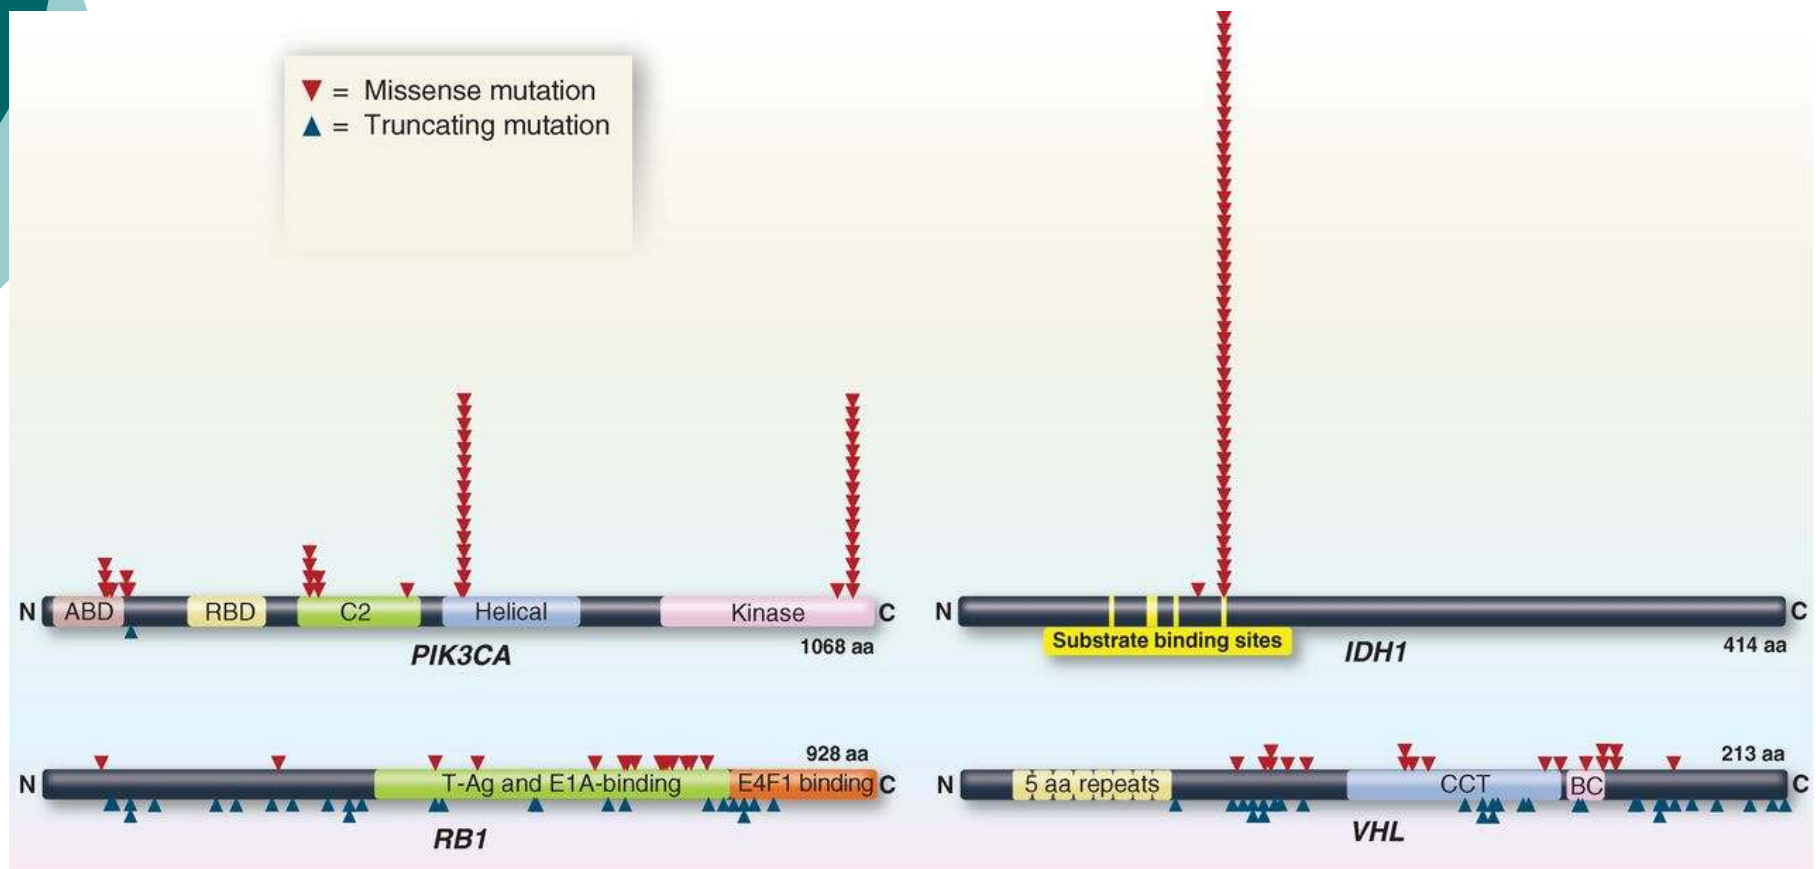 ▼ = Missense mutation
▲ = Truncating mutation
N ABD RBD C2 Helical Kinase C
1068 aa
PIK3CA
N C
Substrate binding sites
IDH1
414 aa
928 aa
N T-Ag and E1A-binding E4F1 binding C
RB1
213 aa
N 5 aa repeats CCT BC C
VHL